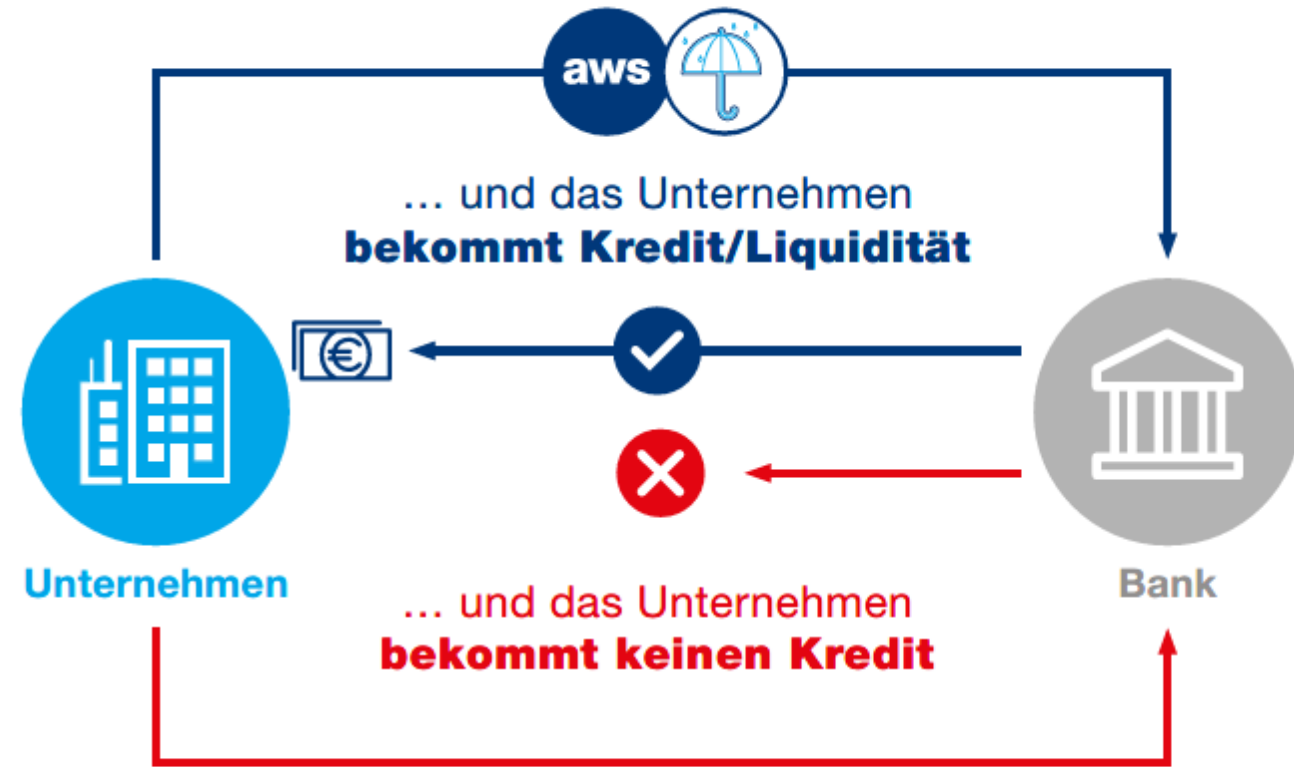 aws
... und das Unternehmen
bekommt Kredit/Liquidität
€
Unternehmen
Bank
... und das Unternehmen
bekommt keinen Kredit